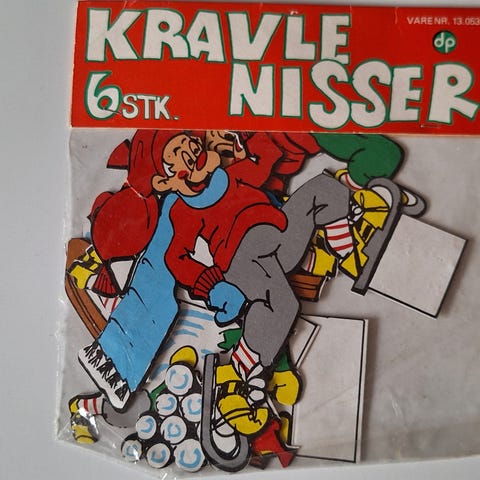 KRAVLE
VARE NR. 13.053
dp
6 STK. NISSER